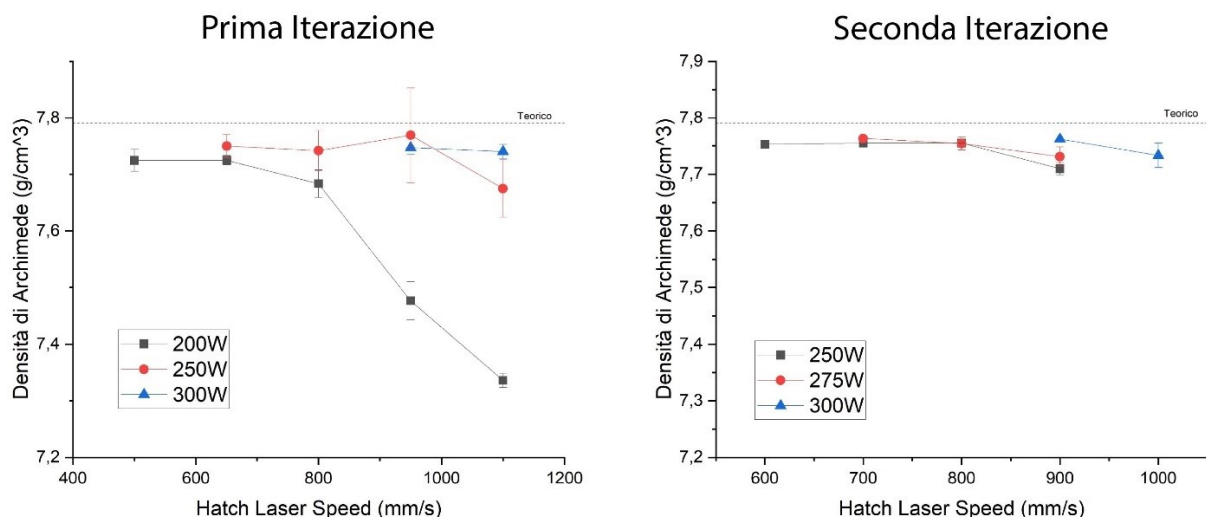 Prima Iterazione
Densità di Archimede (g/cm^3)
7,8
7,6
7,4
7,2
Teorico
200W
250W
300W
400
600
800
1000
1200
Hatch Laser Speed (mm/s)
Seconda Iterazione
Densità di Archimede (g/cm^3)
7,9
7,8
7,7
7,6
7,5
7,4
7,3
7,2
Teorico
250W
275W
300W
600
700
800
900
1000
Hatch Laser Speed (mm/s)